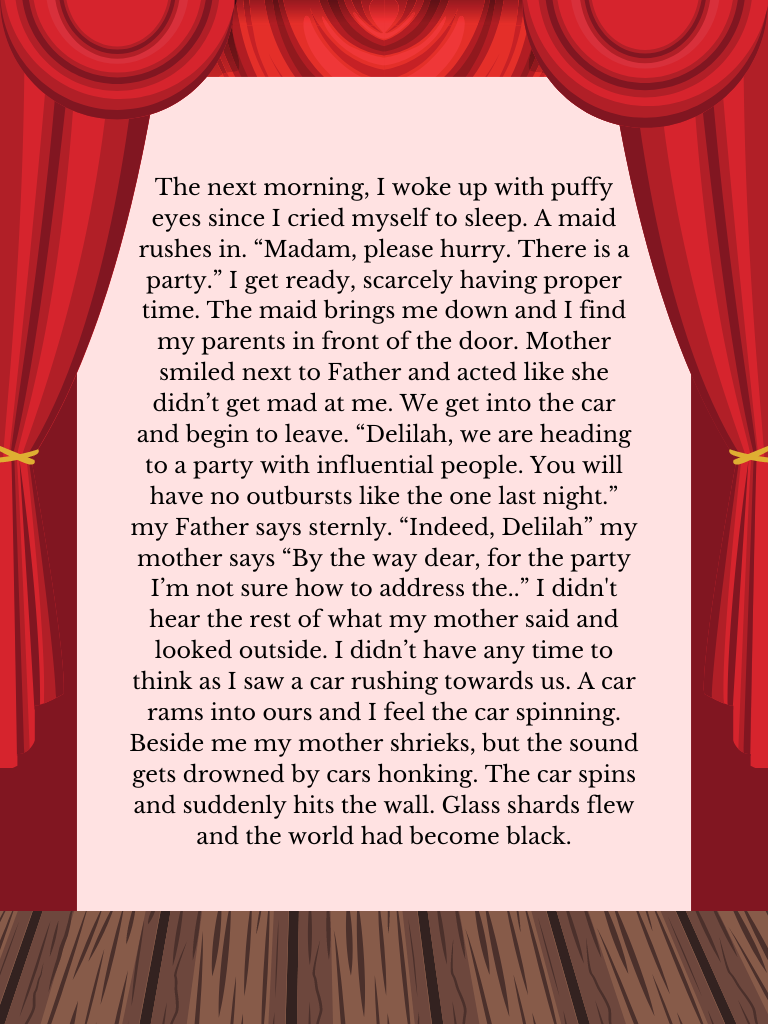 The next morning, I woke up with puffy
eyes since I cried myself to sleep. A maid
rushes in. “Madam, please hurry. There is a
party.” I get ready, scarcely having proper
time. The maid brings me down and I find
my parents in front of the door. Mother
smiled next to Father and acted like she
didn’t get mad at me. We get into the car
and begin to leave. “Delilah, we are heading
to a party with influential people. You will
have no outbursts like the one last night.”
my Father says sternly. “Indeed, Delilah” my
mother says “By the way dear, for the party
I’m not sure how to address the..” I didn't
hear the rest of what my mother said and
looked outside. I didn’t have any time to
think as I saw a car rushing towards us. A car
rams into ours and I feel the car spinning.
Beside me my mother shrieks, but the sound
gets drowned by cars honking. The car spins
and suddenly hits the wall. Glass shards flew
and the world had become black.